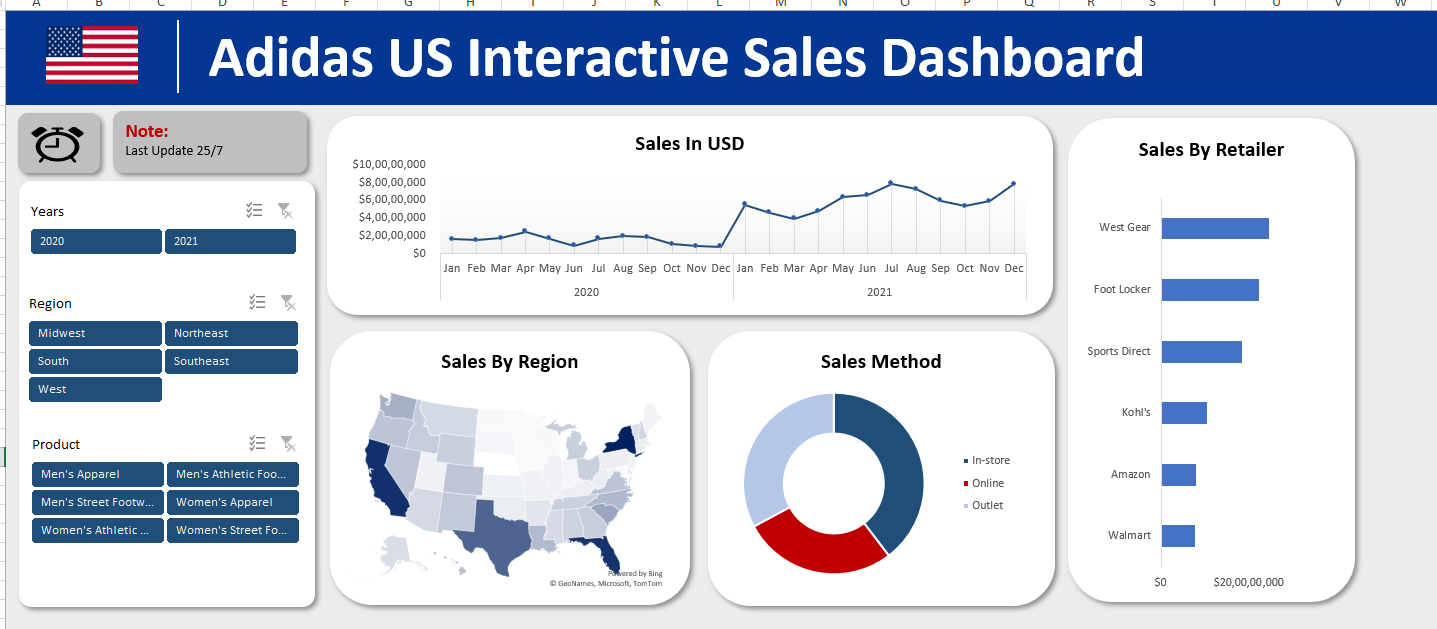 A B C D E F G H I J K L M N O P Q R S T U V W
Adidas US Interactive Sales Dashboard
Note:
Last Update 25/7
Years
2020 2021
Region
Midwest Northeast
South Southeast
West
Product
Men's Apparel Men's Athletic Foo...
Men's Street Footw... Women's Apparel
Women's Athletic ... Women's Street Fo...
Sales In USD
$10,00,00,000
$8,00,00,000
$6,00,00,000
$4,00,00,000
$2,00,00,000
$0
Jan Feb Mar Apr May Jun Jul Aug Sep Oct Nov Dec Jan Feb Mar Apr May Jun Jul Aug Sep Oct Nov Dec
2020 2021
Sales By Region
Powered by Bing
© GeoNames, Microsoft, TomTom
Sales Method
In-store
Online
Outlet
Sales By Retailer
West Gear
Foot Locker
Sports Direct
Kohl's
Amazon
Walmart
$0 $20,00,00,000